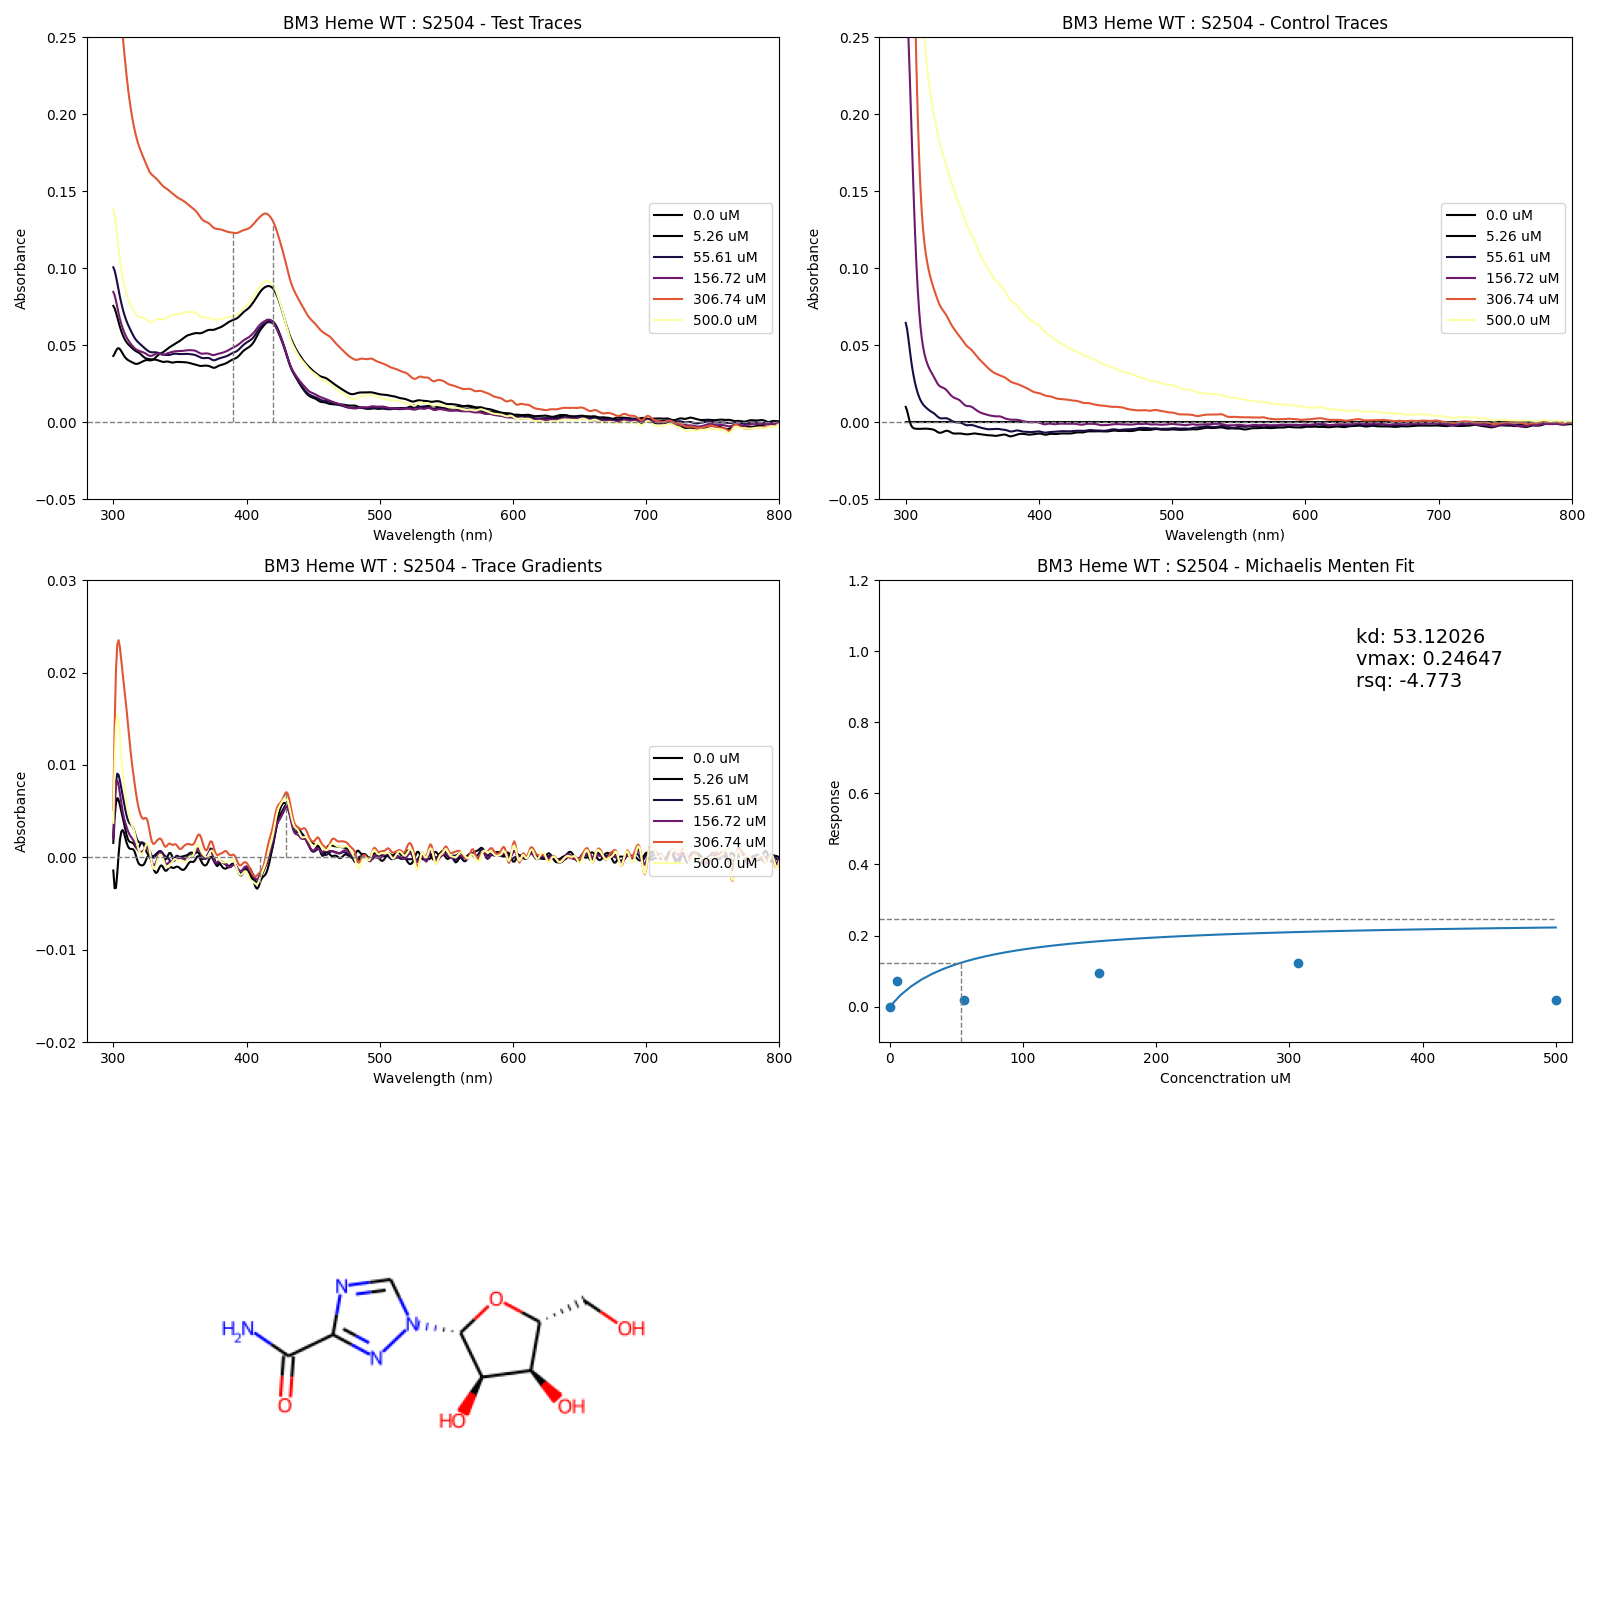 BM3 Heme WT : S2504 - Test Traces
0.25
0.20
0.15
0.10
0.05
0.00
−0.05
Absorbance
300 400 500 600 700 800
Wavelength (nm)
0.0 uM
5.26 uM
55.61 uM
156.72 uM
306.74 uM
500.0 uM
BM3 Heme WT : S2504 - Control Traces
0.25
0.20
0.15
0.10
0.05
0.00
−0.05
Absorbance
300 400 500 600 700 800
Wavelength (nm)
0.0 uM
5.26 uM
55.61 uM
156.72 uM
306.74 uM
500.0 uM
BM3 Heme WT : S2504 - Trace Gradients
0.03
0.02
0.01
0.00
−0.01
−0.02
Absorbance
300 400 500 600 700 800
Wavelength (nm)
0.0 uM
5.26 uM
55.61 uM
156.72 uM
306.74 uM
500.0 uM
BM3 Heme WT : S2504 - Michaelis Menten Fit
1.2
1.0
0.8
0.6
0.4
0.2
0.0
Response
0 100 200 300 400 500
Concenctration uM
kd: 53.12026
vmax: 0.24647
rsq: -4.773
N
O
H2N
N
OH
N
O
HO
OH